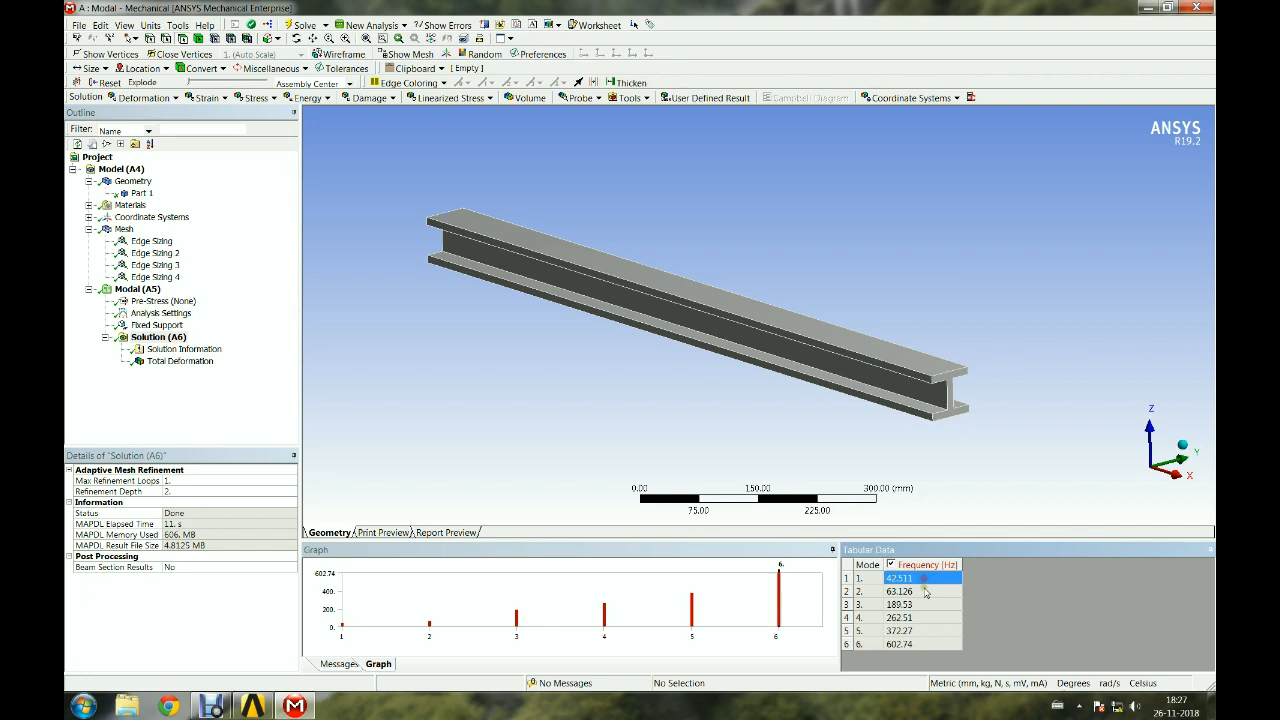 A : Modal - Mechanical [ANSYS Mechanical Enterprise]
File Edit View Units Tools Help Solve New Analysis Show Errors Worksheet
Show Vertices Close Vertices 1. (Auto Scale) Wireframe Show Mesh Random Preferences
Size Location Convert Miscellaneous Tolerances Clipboard [ Empty ]
Reset Explode Assembly Center Edge Coloring Thicken
Solution Deformation Strain Stress Energy Damage Linearized Stress Volume Probe Tools User Defined Result Campbell Diagram Coordinate Systems
Outline
Filter: Name
Project
Model (A4)
Geometry
Part 1
Materials
Coordinate Systems
Mesh
Edge Sizing
Edge Sizing 2
Edge Sizing 3
Edge Sizing 4
Modal (A5)
Pre-Stress (None)
Analysis Settings
Fixed Support
Solution (A6)
Solution Information
Total Deformation
Details of "Solution (A6)"
Adaptive Mesh Refinement
Max Refinement Loops 1.
Refinement Depth 2.
Information
Status Done
MAPDL Elapsed Time 11. s
MAPDL Memory Used 606. MB
MAPDL Result File Size 4.8125 MB
Post Processing
Beam Section Results No
ANSYS
R19.2
Z
Y
X
0.00 150.00 300.00 (mm)
75.00 225.00
Geometry Print Preview Report Preview
Graph
6.
602.74
400.
200.
0.
1 2 3 4 5 6
Messages Graph
Tabular Data
Mode Frequency [Hz]
1 1. 42.511
2 2. 63.126
3 3. 189.53
4 4. 262.51
5 5. 372.27
6 6. 602.74
No Messages No Selection Metric (mm, kg, N, s, mV, mA) Degrees rad/s Celsius
18:27
26-11-2018